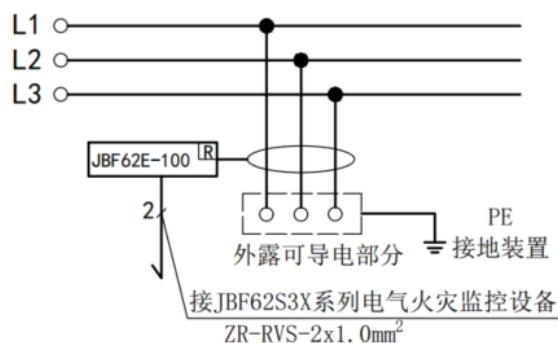 L1
L2
L3
JBF62E-100 R
2
PE
外露可导电部分
接地装置
接JBF62S3X系列电气火灾监控设备
ZR-RVS-2x1.0mm²